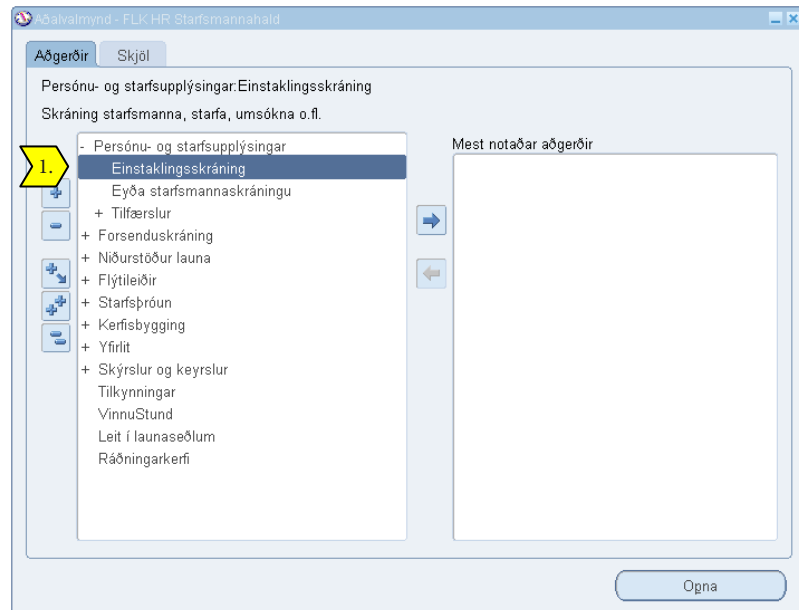 Aðalvalmynd - FLK HR Starfsmannahald
Aðgerðir Skjöl
Persónu- og starfsupplýsingar:Einstaklingsskráning
Skráning starfsmanna, starfa, umsókna o.fl.
Mest notaðar aðgerðir
- Persónu- og starfsupplýsingar
1. Einstaklingsskráning
Eyða starfsmannaskráningu
+ Tilfærslur
+ Forsenduskráning
+ Niðurstöður launa
+ Flýtileiðir
+ Starfsþróun
+ Kerfisbygging
+ Yfirlit
+ Skýrslur og keyrslur
Tilkynningar
VinnuStund
Leit í launaseðlum
Ráðningarkerfi
Opna